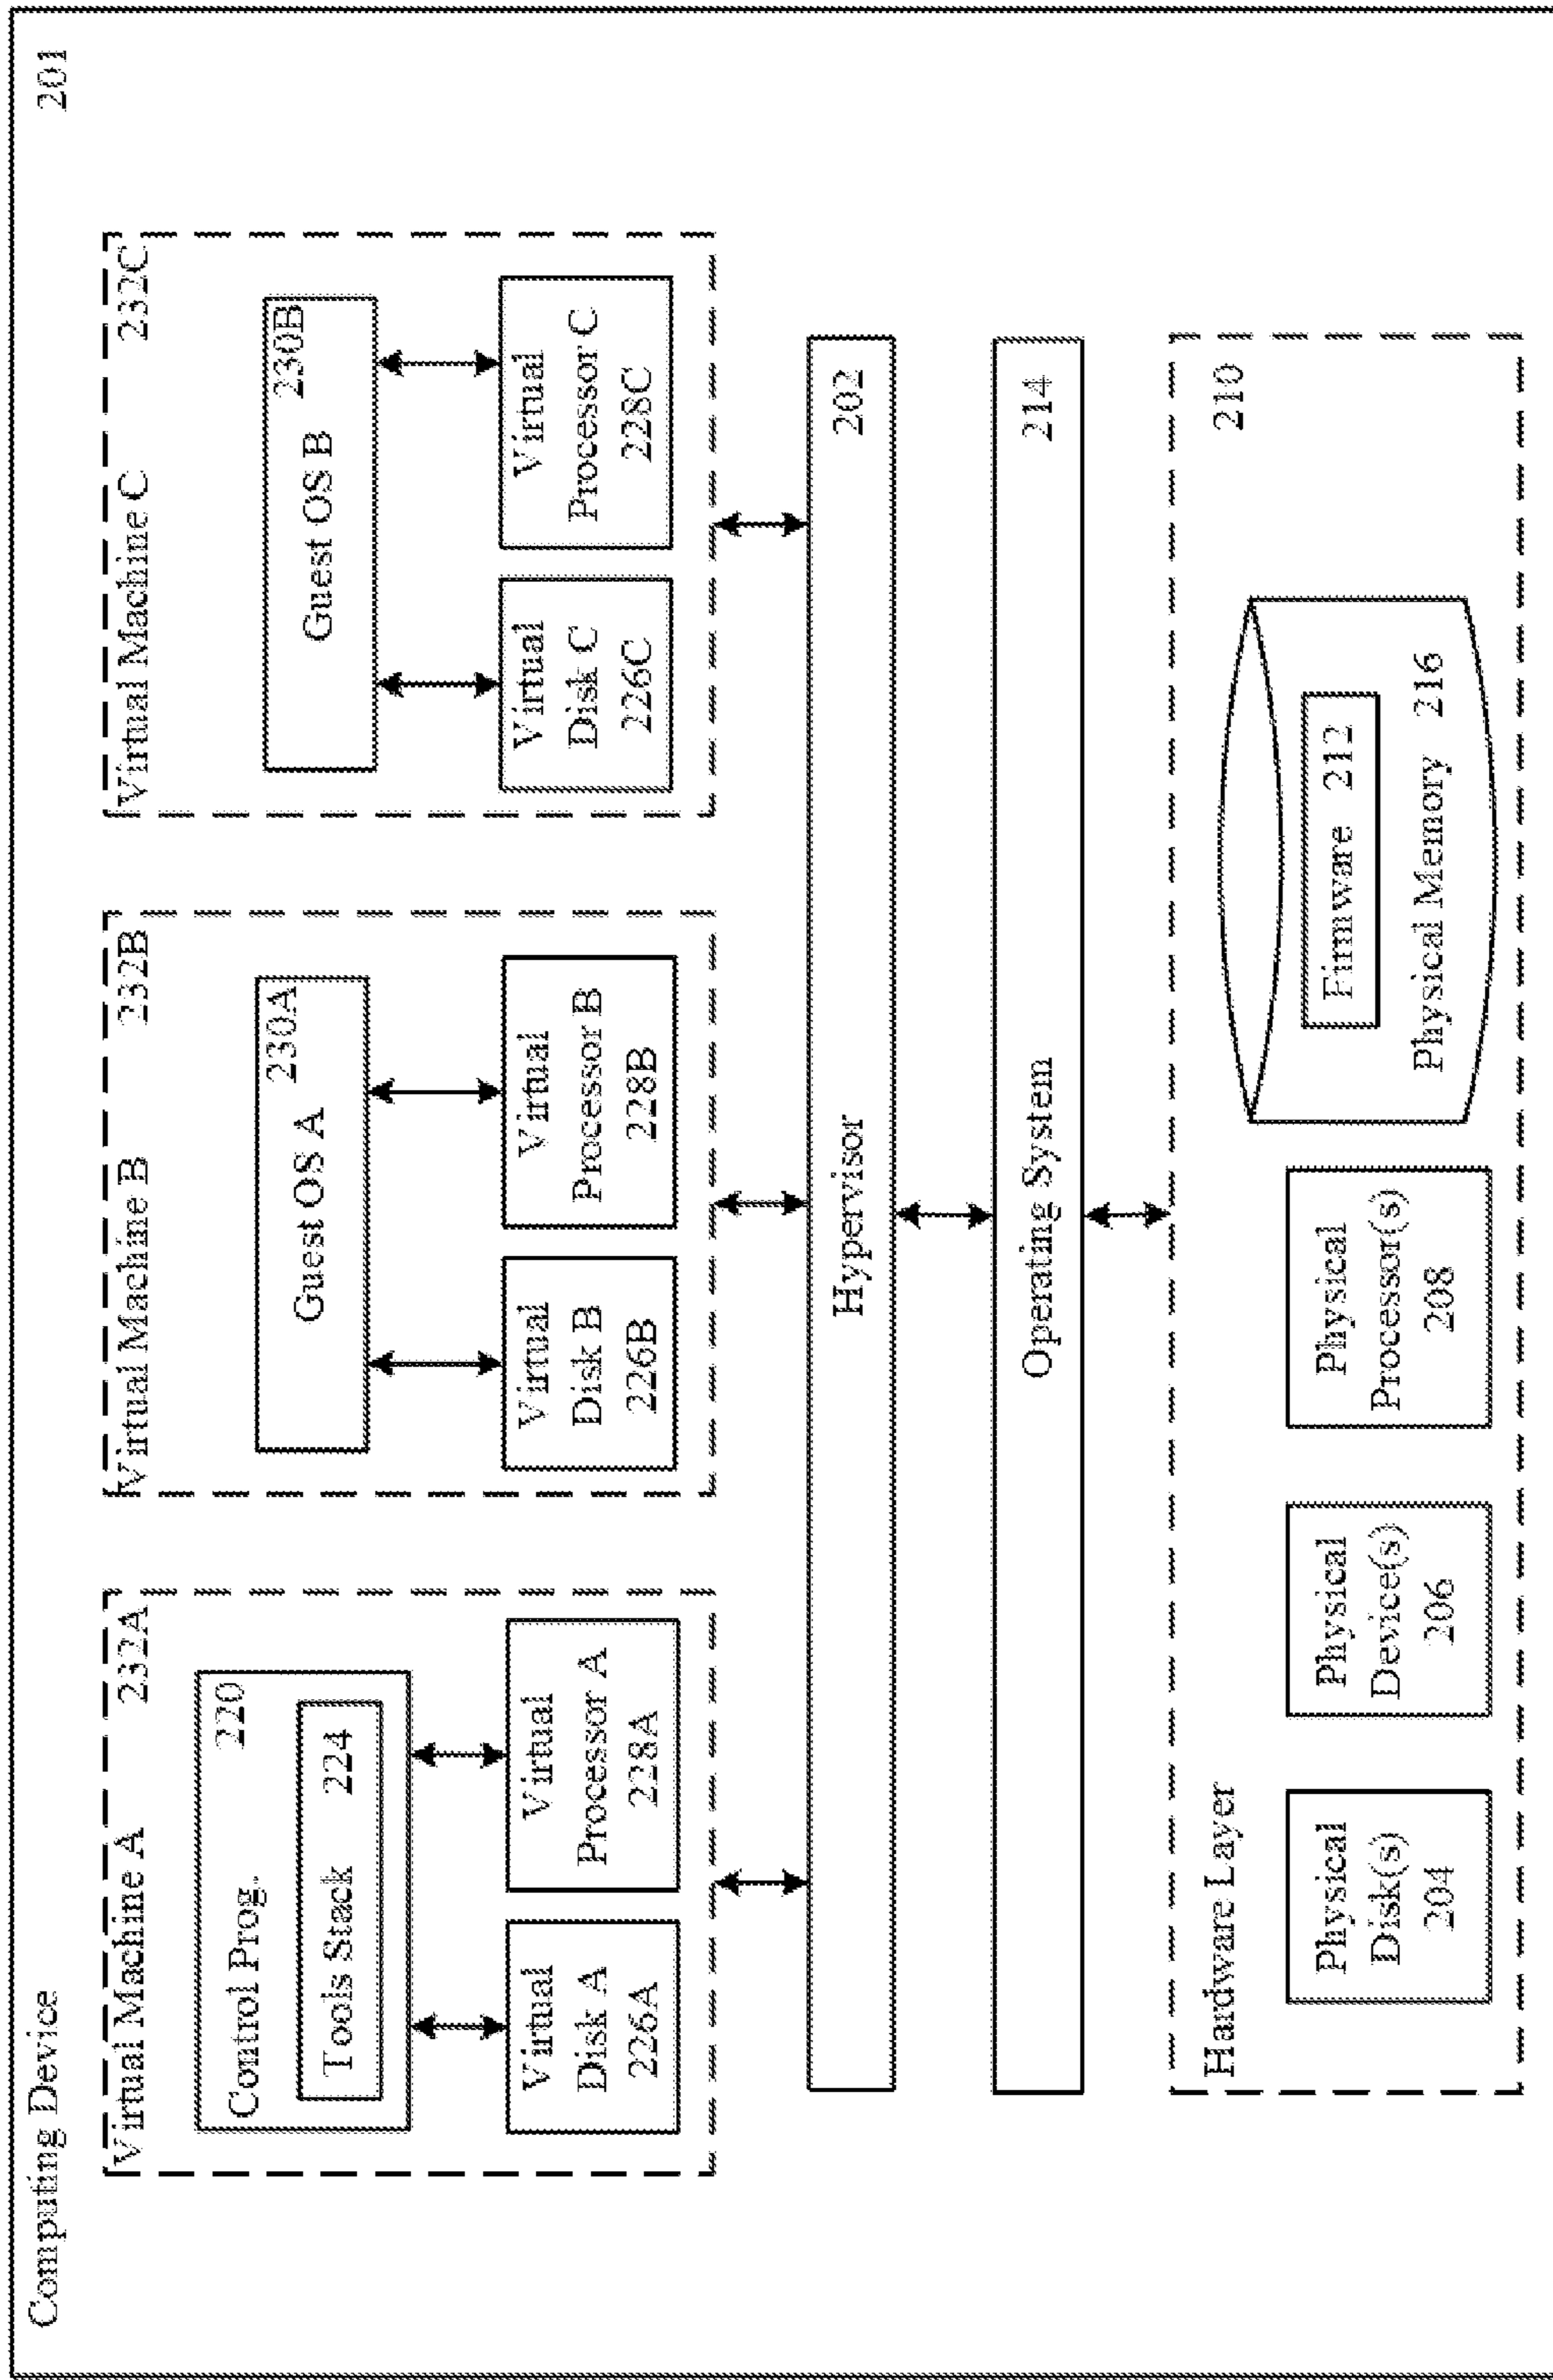 Computing Device
201
Virtual Machine A
232A
Control Prog.
220
Tools Stack
224
Virtual
Disk A
226A
Virtual
Processor A
228A
Virtual Machine B
232B
Guest OS A
230A
Virtual
Disk B
226B
Virtual
Processor B
228B
Virtual Machine C
232C
Guest OS B
230B
Virtual
Disk C
226C
Virtual
Processor C
228C
Hypervisor
202
Operating System
214
Hardware Layer
210
Physical
Disk(s)
204
Physical
Device(s)
206
Physical
Processor(s)
208
Firmware 212
Physical Memory 216